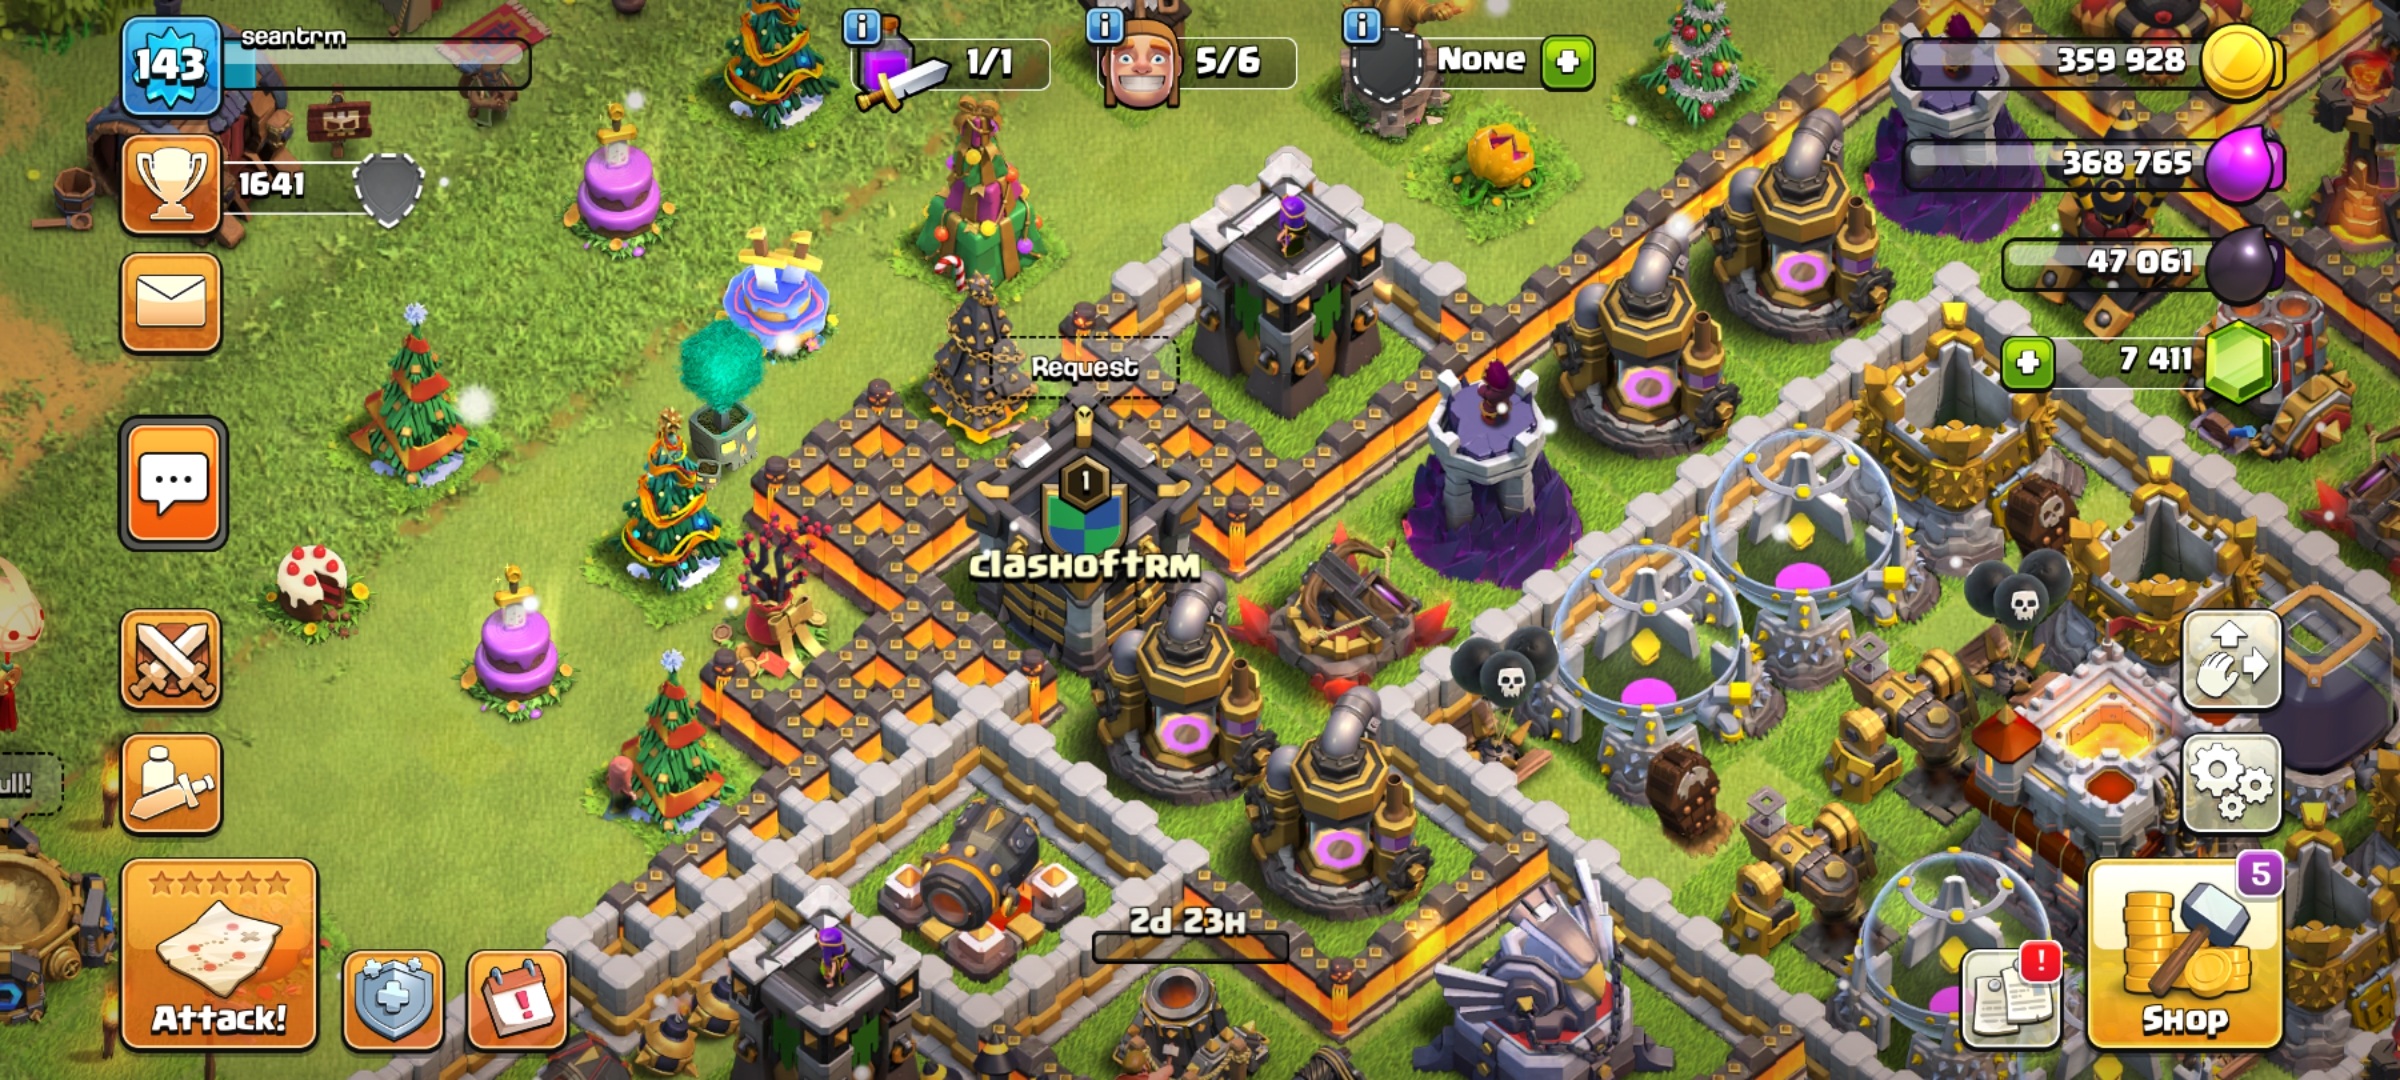 143
seantrm
1/1
5/6
None
359 928
1641
368 765
47 061
7 411
Request
1
clashoftRM
ull!
2d 23H
5
!
Attack!
Shop